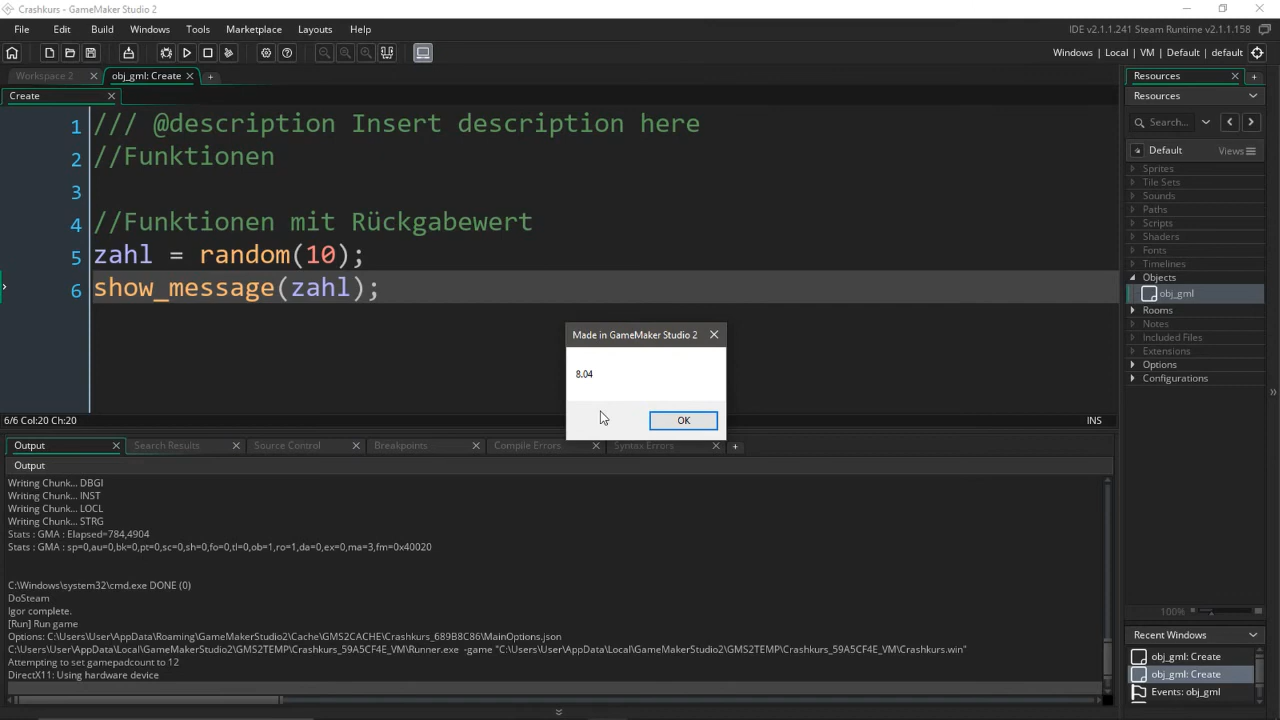 Crashkurs - GameMaker Studio 2
File Edit Build Windows Tools Marketplace Layouts Help
IDE v2.1.1.241 Steam Runtime v2.1.1.158
Windows | Local | VM | Default | default
Workspace 2
obj_gml: Create
Create
1 /// @description Insert description here
2 //Funktionen
3
4 //Funktionen mit Rückgabewert
5 zahl = random(10);
6 show_message(zahl);
Made in GameMaker Studio 2
8.04
OK
6/6 Col:20 Ch:20
INS
Output Search Results Source Control Breakpoints Compile Errors Syntax Errors
Output
Writing Chunk... DBGI
Writing Chunk... INST
Writing Chunk... LOCL
Writing Chunk... STRG
Stats : GMA : Elapsed=784,4904
Stats : GMA : sp=0,au=0,bk=0,pt=0,sc=0,sh=0,fo=0,tl=0,ob=1,ro=1,da=0,ex=0,ma=3,fm=0x40020
C:\Windows\system32\cmd.exe DONE (0)
DoSteam
Igor complete.
[Run] Run game
Options: C:\Users\User\AppData\Roaming\GameMakerStudio2\Cache\GMS2CACHE\Crashkurs_689B8C86\MainOptions.json
C:\Users\User\AppData\Local\GameMakerStudio2\GMS2TEMP\Crashkurs_59A5CF4E_VM\Runner.exe -game "C:\Users\User\AppData\Local\GameMakerStudio2\GMS2TEMP\Crashkurs_59A5CF4E_VM\Crashkurs.win"
Attempting to set gamepadcount to 12
DirectX11: Using hardware device
Resources
Resources
Search...
Default
Views
Sprites
Tile Sets
Sounds
Paths
Scripts
Shaders
Fonts
Timelines
Objects
obj_gml
Rooms
Notes
Included Files
Extensions
Options
Configurations
100%
Recent Windows
obj_gml: Create
obj_gml: Create
Events: obj_gml